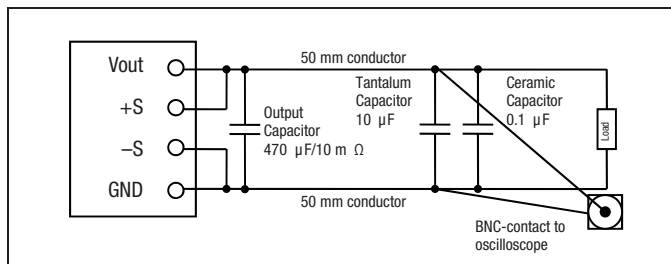 50 mm conductor
Vout
+S
–S
GND
Output
Capacitor
470 µF/10 m Ω
Tantalum
Capacitor
10 µF
Ceramic
Capacitor
0.1 µF
Load
50 mm conductor
BNC-contact to
oscilloscope